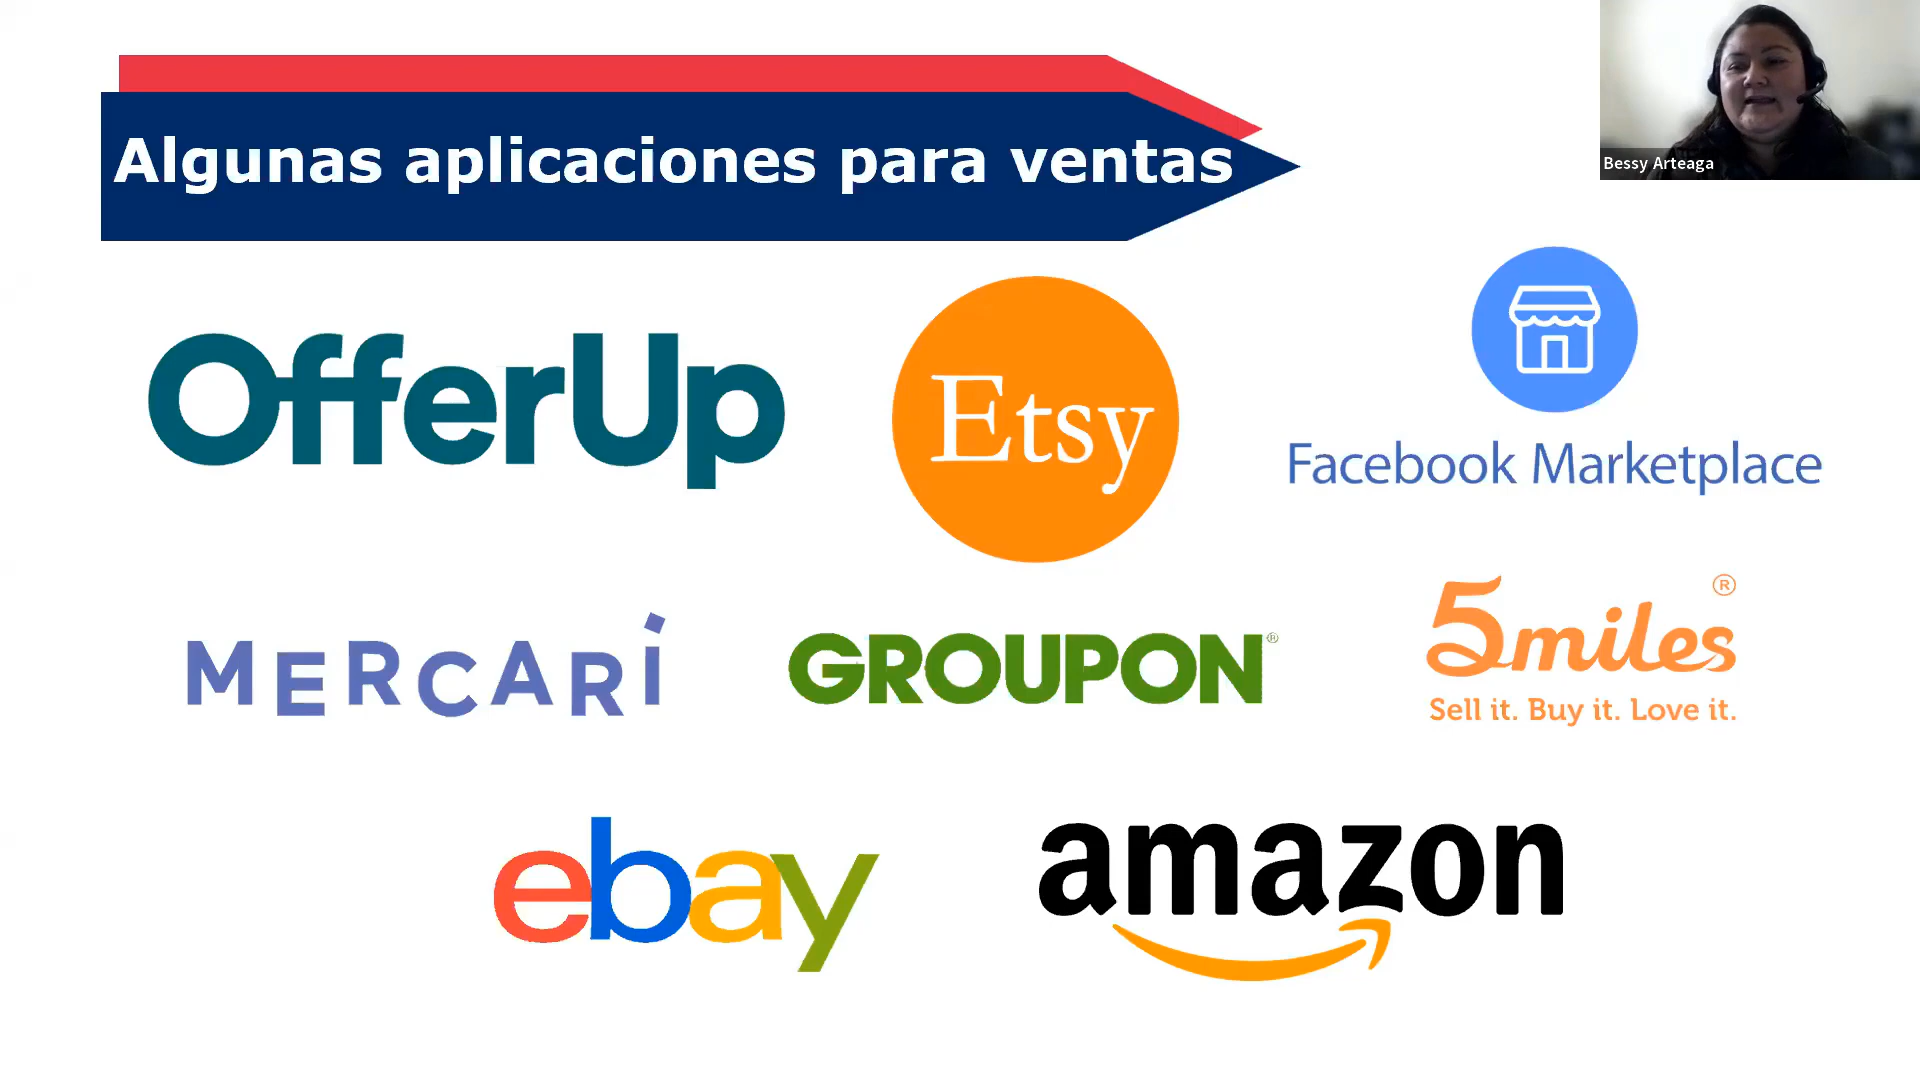 Algunas aplicaciones para ventas
Bessy Arteaga
OfferUp
Etsy
Facebook Marketplace
MERCARI
GROUPON®
5miles®
Sell it. Buy it. Love it.
ebay
amazon